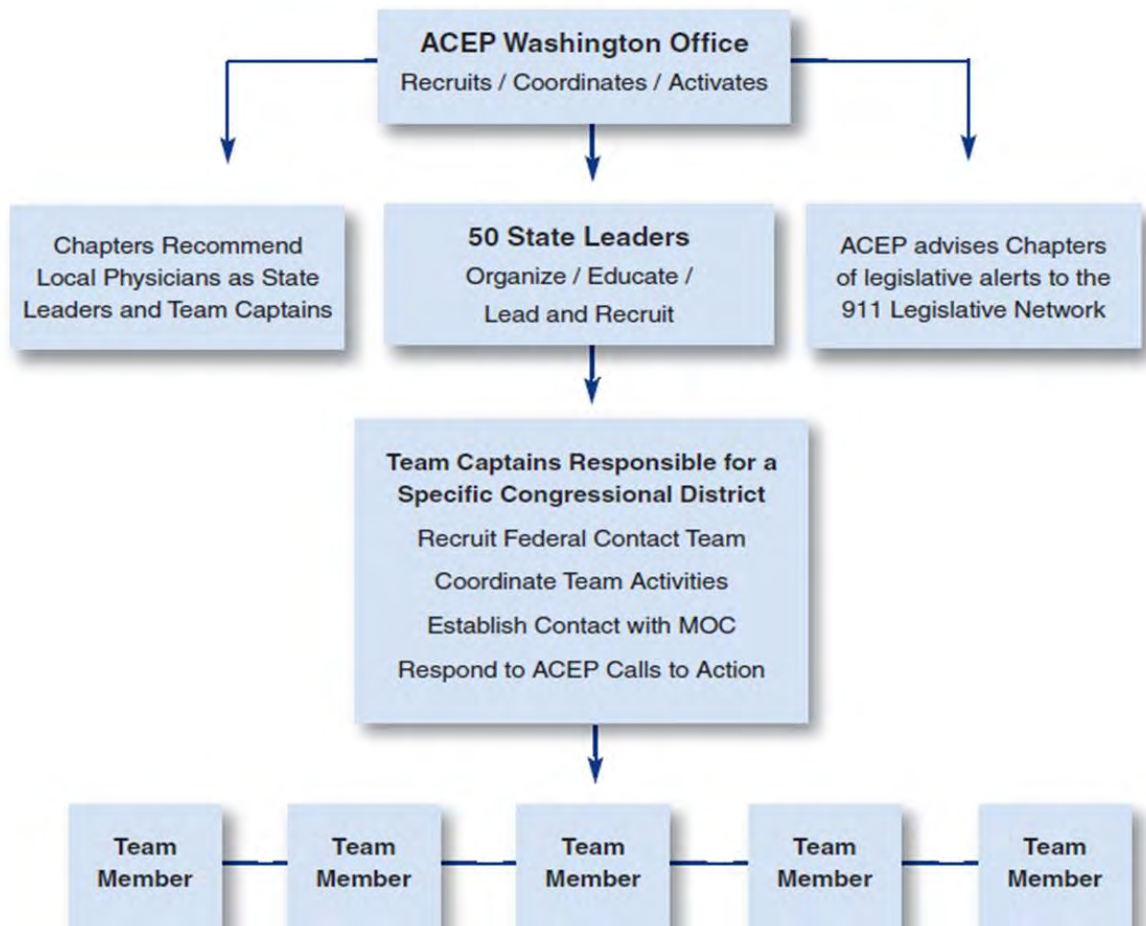 ACEP Washington Office
Recruits / Coordinates / Activates
Chapters Recommend
Local Physicians as State
Leaders and Team Captains
50 State Leaders
Organize / Educate /
Lead and Recruit
ACEP advises Chapters
of legislative alerts to the
911 Legislative Network
Team Captains Responsible for a
Specific Congressional District
Recruit Federal Contact Team
Coordinate Team Activities
Establish Contact with MOC
Respond to ACEP Calls to Action
Team
Member
Team
Member
Team
Member
Team
Member
Team
Member